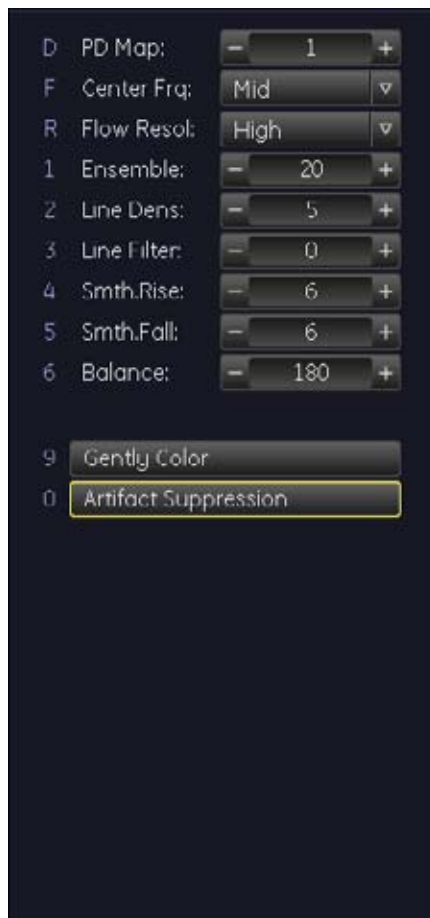 D PD Map: - 1 +
F Center Frq: Mid
R Flow Resol: High
1 Ensemble: - 20 +
2 Line Dens: - 5 +
3 Line Filter: - 0 +
4 Smth.Rise: - 6 +
5 Smth.Fall: - 6 +
6 Balance: - 180 +
9 Gently Color
0 Artifact Suppression